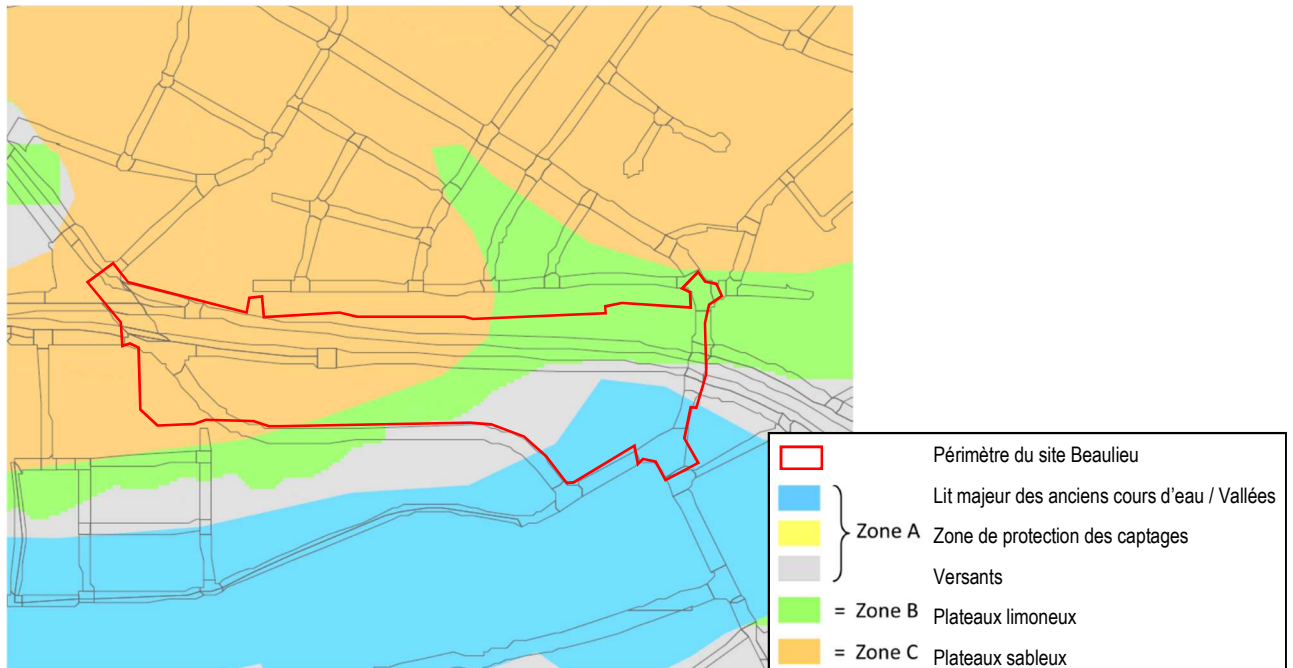 Périmètre du site Beaulieu
Lit majeur des anciens cours d'eau / Vallées
Zone A Zone de protection des captages
Versants
= Zone B Plateaux limoneux
= Zone C Plateaux sableux